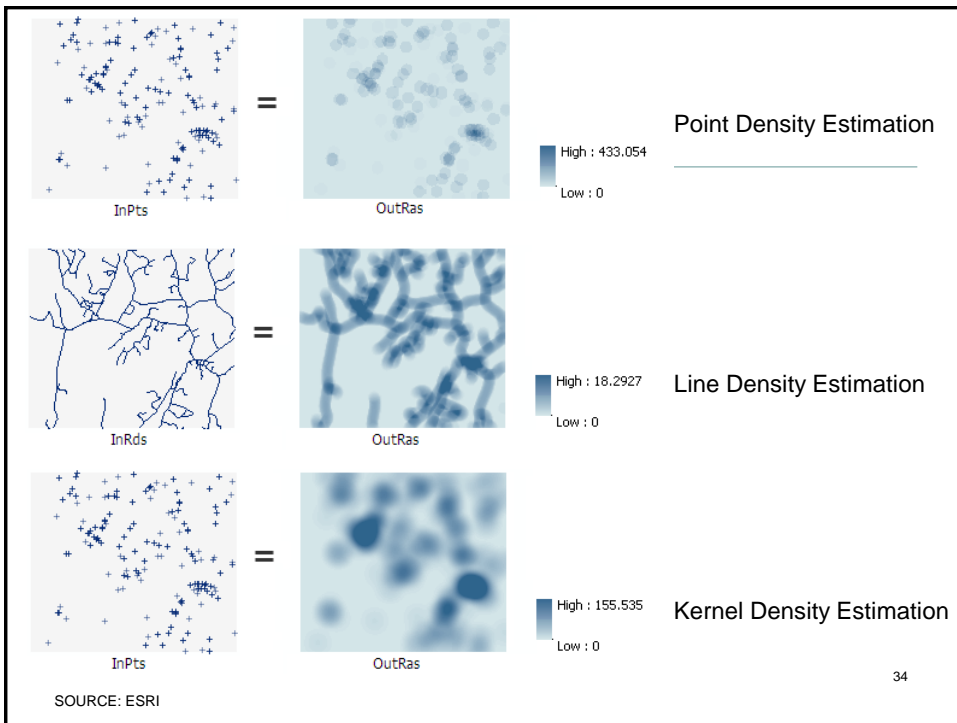 =
InPts
OutRas
High : 433.054
Low : 0
Point Density Estimation
=
InRds
OutRas
High : 18.2927
Low : 0
Line Density Estimation
=
InPts
OutRas
High : 155.535
Low : 0
Kernel Density Estimation
34
SOURCE: ESRI